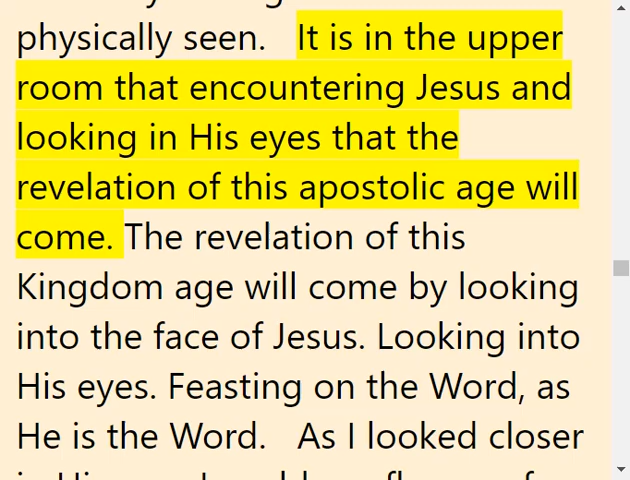 physically seen.   It is in the upper
room that encountering Jesus and
looking in His eyes that the
revelation of this apostolic age will
come. The revelation of this
Kingdom age will come by looking
into the face of Jesus. Looking into
His eyes. Feasting on the Word, as
He is the Word.   As I looked closer